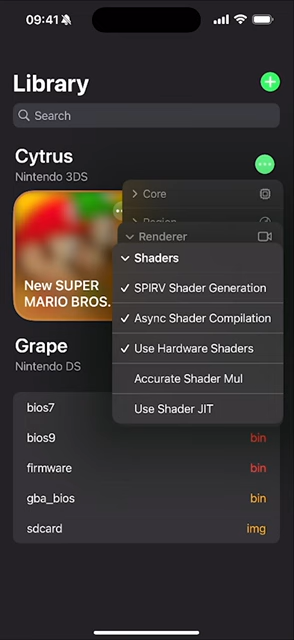 09:41
Library
Search
Cytrus
Nintendo 3DS
Core
Region
Renderer
Shaders
SPIRV Shader Generation
Async Shader Compilation
Use Hardware Shaders
Accurate Shader Mul
Use Shader JIT
New SUPER
MARIO BROS.
Grape
Nintendo DS
bios7
bios9 bin
firmware bin
gba_bios bin
sdcard img